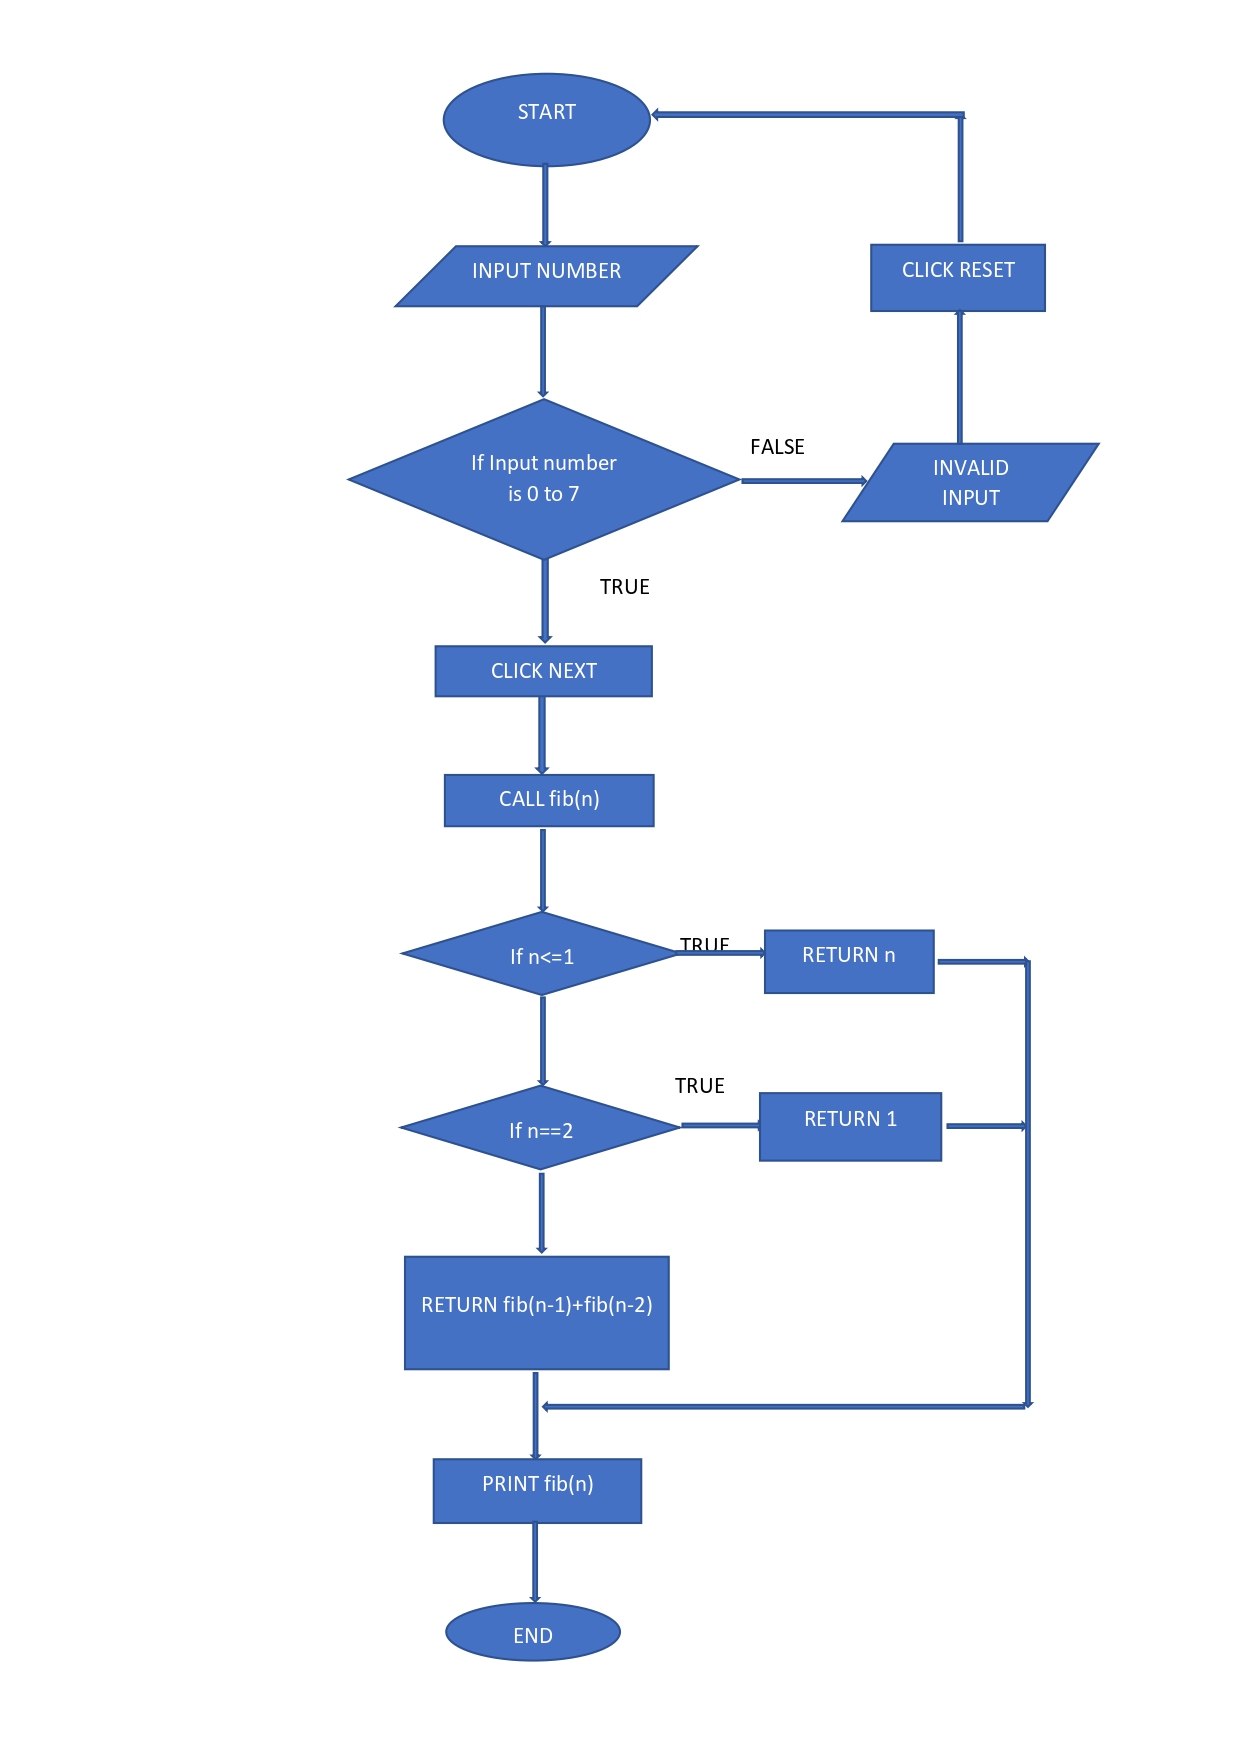 START
INPUT NUMBER
CLICK RESET
If Input number
is 0 to 7
FALSE
INVALID
INPUT
TRUE
CLICK NEXT
CALL fib(n)
If n<=1
TRUE
RETURN n
If n==2
TRUE
RETURN 1
RETURN fib(n-1)+fib(n-2)
PRINT fib(n)
END